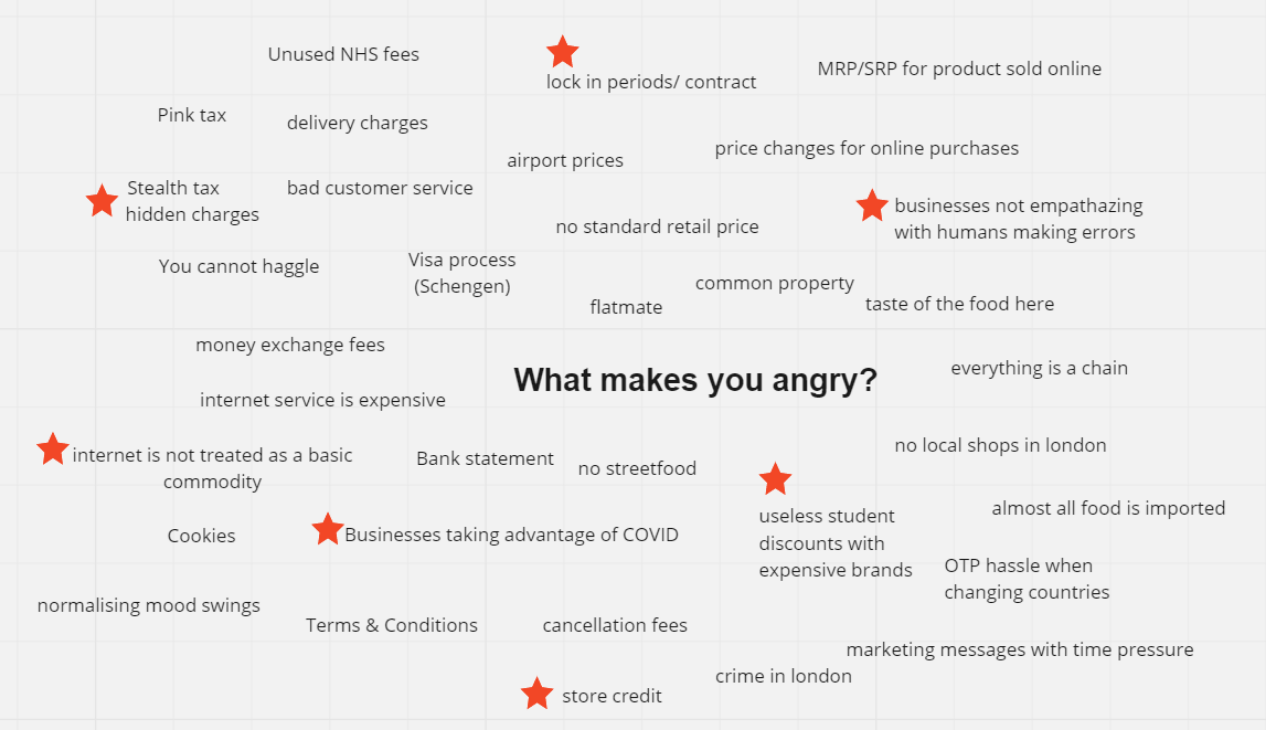 Unused NHS fees
lock in periods/ contract
MRP/SRP for product sold online
Pink tax
delivery charges
airport prices
price changes for online purchases
Stealth tax
hidden charges
bad customer service
businesses not empathazing
with humans making errors
no standard retail price
You cannot haggle
Visa process
(Schengen)
common property
flatmate
taste of the food here
money exchange fees
What makes you angry?
everything is a chain
internet service is expensive
internet is not treated as a basic
commodity
Bank statement
no streetfood
no local shops in london
useless student
discounts with
expensive brands
almost all food is imported
Cookies
Businesses taking advantage of COVID
OTP hassle when
changing countries
normalising mood swings
Terms & Conditions
cancellation fees
marketing messages with time pressure
crime in london
store credit